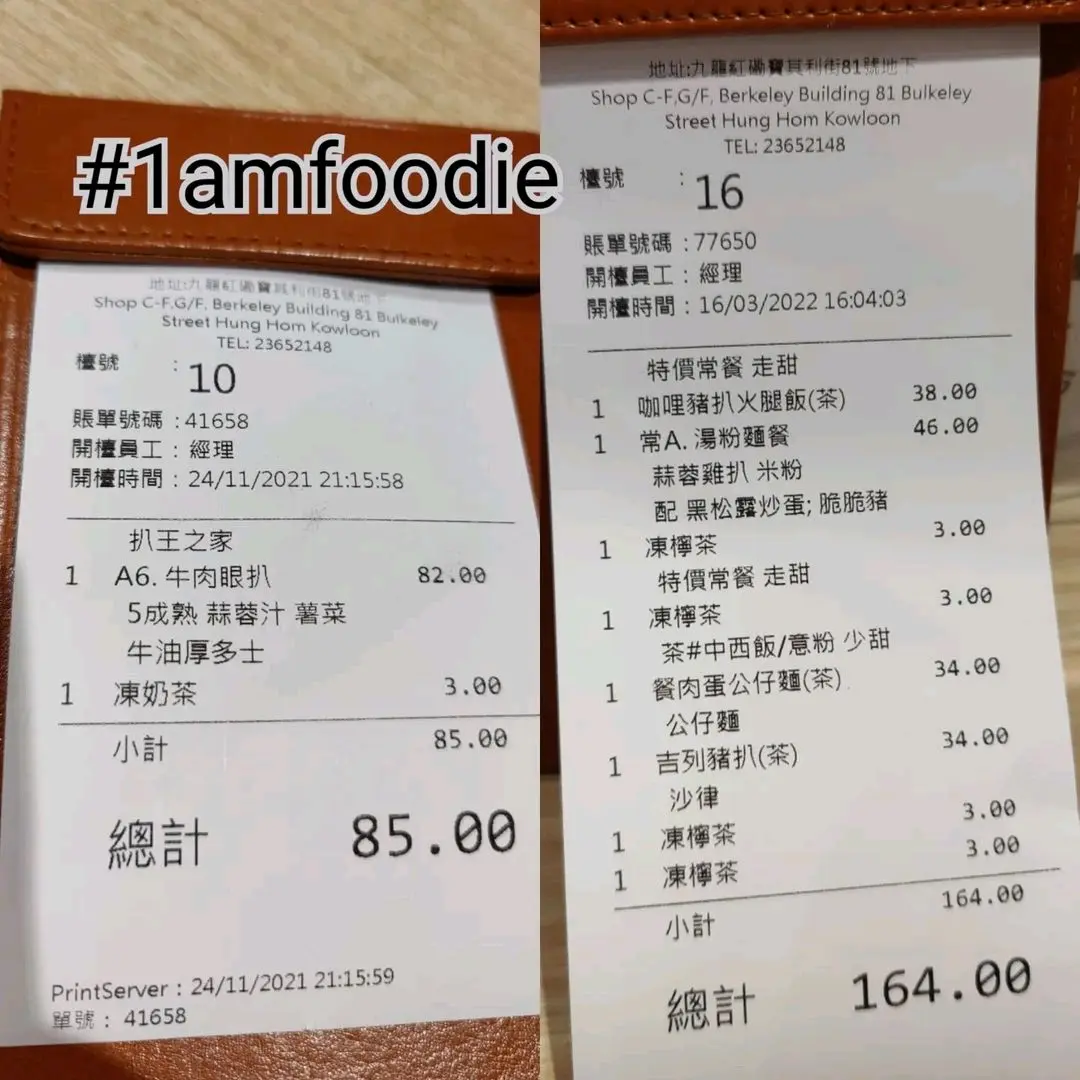 #1amfoodie
地址:九龍紅磡寶其利街81號地下
Shop C-F,G/F, Berkeley Building 81 Bulkeley
Street Hung Hom Kowloon
TEL: 23652148
檯號 : 10
賬單號碼 : 41658
開檯員工 : 經理
開檯時間 : 24/11/2021 21:15:58
扒王之家
1 A6. 牛肉眼扒 82.00
5成熟 蒜蓉汁 薯菜
牛油厚多士
1 凍奶茶 3.00
小計 85.00
總計 85.00
PrintServer : 24/11/2021 21:15:59
單號 : 41658
地址:九龍紅磡寶其利街81號地下
Shop C-F,G/F, Berkeley Building 81 Bulkeley
Street Hung Hom Kowloon
TEL: 23652148
檯號 : 16
賬單號碼 : 77650
開檯員工 : 經理
開檯時間 : 16/03/2022 16:04:03
特價常餐 走甜
1 咖哩豬扒火腿飯(茶) 38.00
1 常A. 湯粉麵餐 46.00
蒜蓉雞扒 米粉
配 黑松露炒蛋; 脆脆豬
1 凍檸茶 3.00
特價常餐 走甜
1 凍檸茶 3.00
茶#中西飯/意粉 少甜
1 餐肉蛋公仔麵(茶) 34.00
公仔麵
1 吉列豬扒(茶) 34.00
沙律
1 凍檸茶 3.00
1 凍檸茶 3.00
小計 164.00
總計 164.00